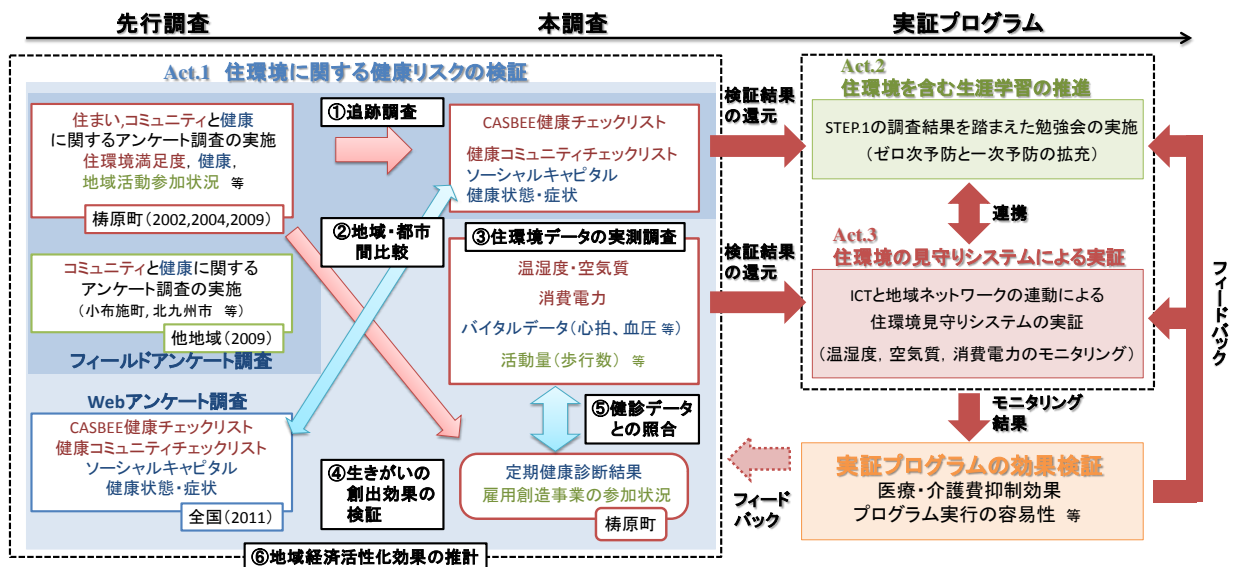 先行調査
本調査
実証プログラム
Act.1 住環境に関する健康リスクの検証
住まい,コミュニティと健康
に関するアンケート調査の実施
住環境満足度, 健康,
地域活動参加状況 等
梼原町(2002,2004,2009)
コミュニティと健康に関する
アンケート調査の実施
(小布施町, 北九州市 等)
他地域(2009)
フィールドアンケート調査
Webアンケート調査
CASBEE健康チェックリスト
健康コミュニティチェックリスト
ソーシャルキャピタル
健康状態・症状
全国(2011)
①追跡調査
②地域・都市
間比較
④生きがいの
創出効果の
検証
⑥地域経済活性化効果の推計
CASBEE健康チェックリスト
健康コミュニティチェックリスト
ソーシャルキャピタル
健康状態・症状
③住環境データの実測調査
温湿度・空気質
消費電力
バイタルデータ(心拍、血圧 等)
活動量(歩行数) 等
⑤健診データ
との照合
定期健康診断結果
雇用創造事業の参加状況
梼原町
検証結果
の還元
検証結果
の還元
Act.2
住環境を含む生涯学習の推進
STEP.1の調査結果を踏まえた勉強会の実施
(ゼロ次予防と一次予防の拡充)
連携
Act.3
住環境の見守りシステムによる実証
ICTと地域ネットワークの連動による
住環境見守りシステムの実証
(温湿度, 空気質, 消費電力のモニタリング)
モニタリング
結果
実証プログラムの効果検証
医療・介護費抑制効果
プログラム実行の容易性 等
フィード
バック
フィードバック